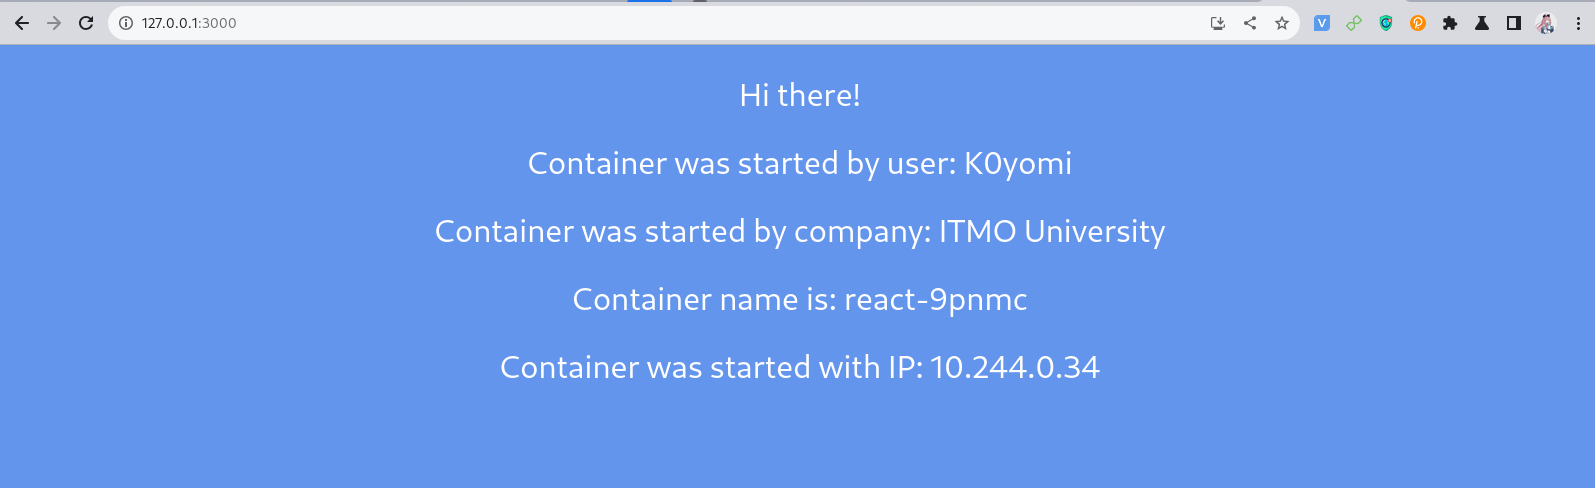 127.0.0.1:3000
Hi there!
Container was started by user: K0yomi
Container was started by company: ITMO University
Container name is: react-9pnmc
Container was started with IP: 10.244.0.34